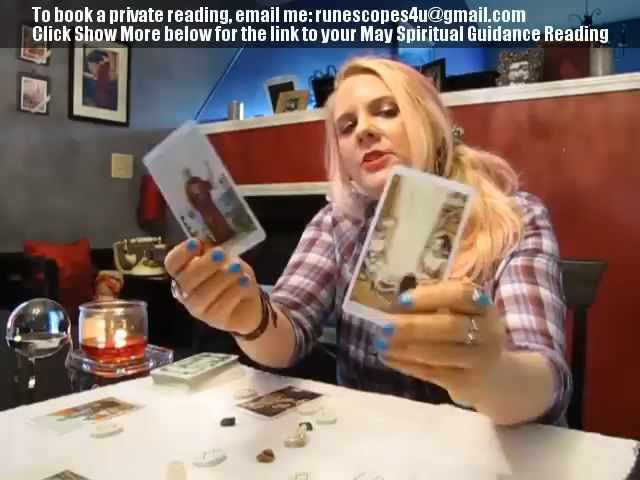 To book a private reading, email me: runescopes4u@gmail.com
Click Show More below for the link to your May Spiritual Guidance Reading